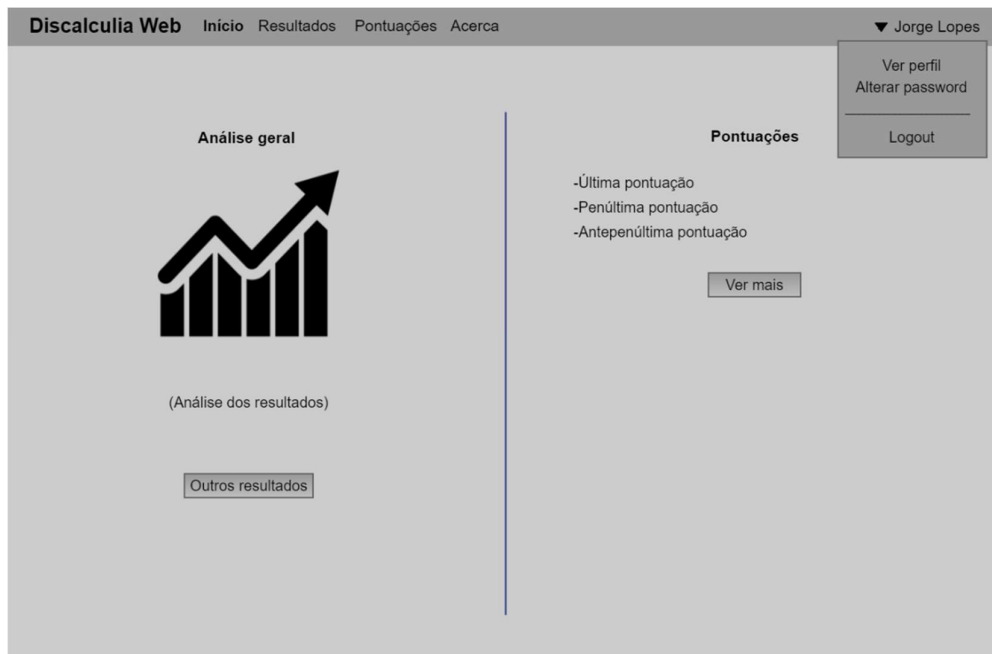 Discalculia Web Início Resultados Pontuações Acerca Jorge Lopes
Ver perfil
Alterar password
Logout
Análise geral
(Análise dos resultados)
Outros resultados
Pontuações
-Última pontuação
-Penúltima pontuação
-Antepenúltima pontuação
Ver mais